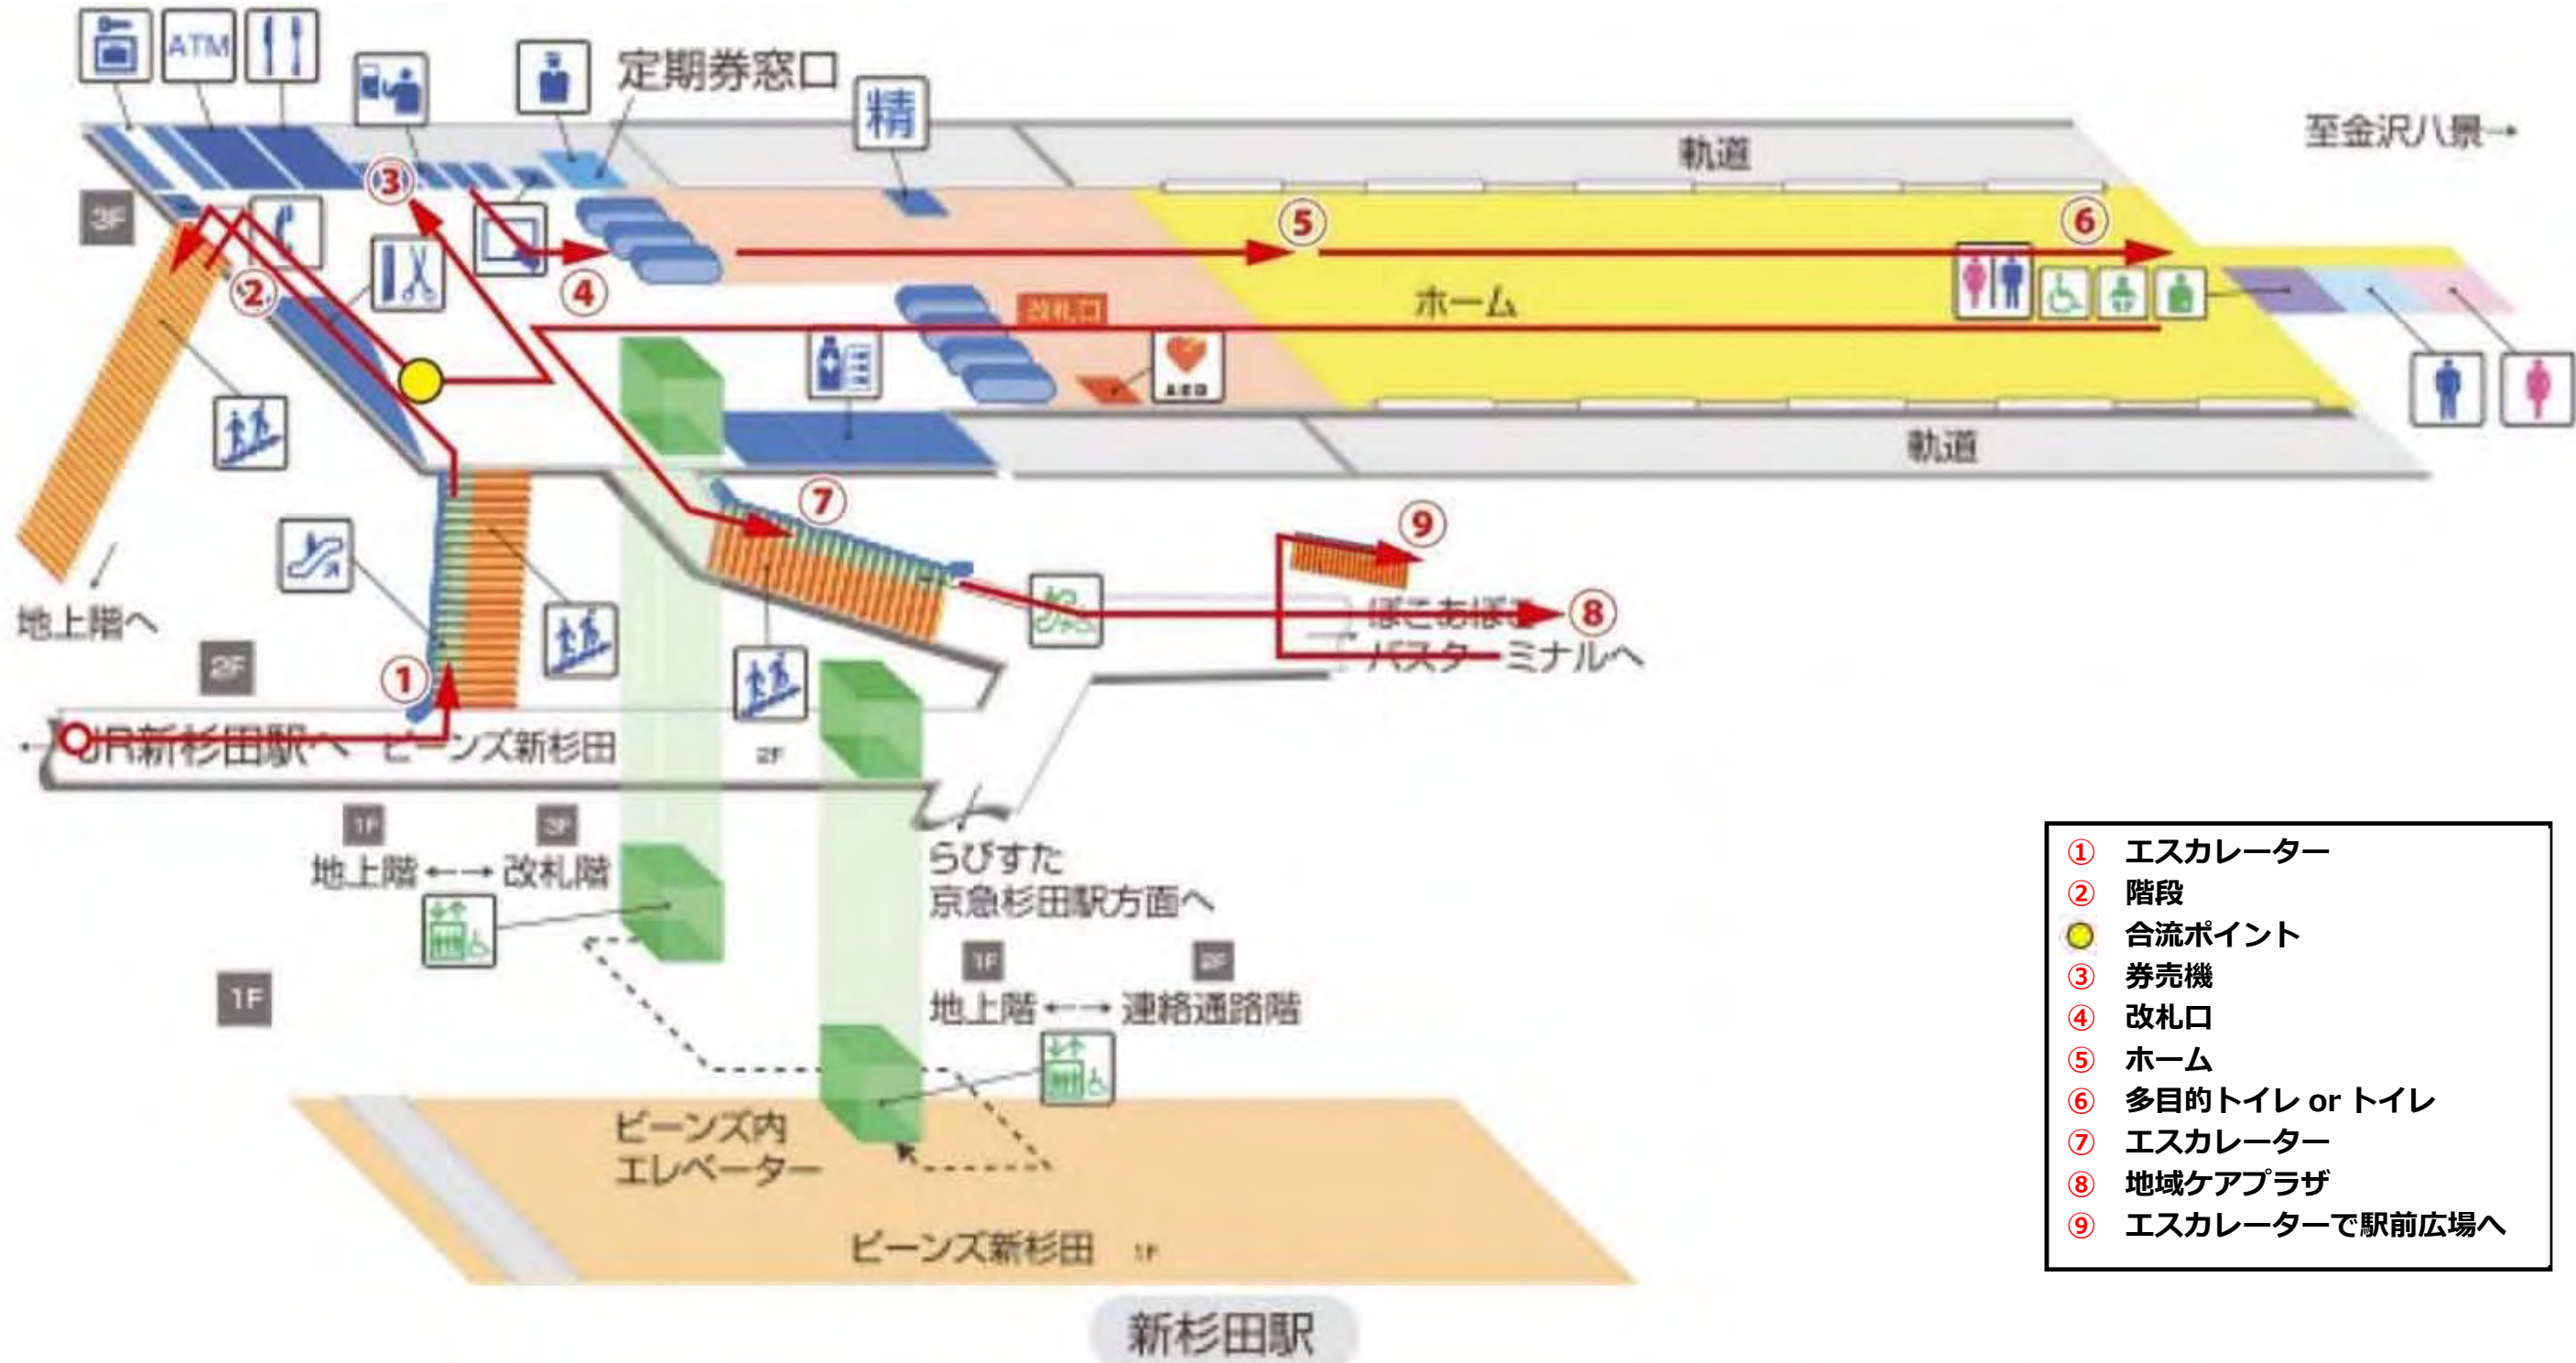 ATM
定期券窓口
精
軌道
至金沢八景→
3F
③
⑤
⑥
②
④
改札口
ホーム
AED
軌道
⑦
⑨
地上階へ
ぽこあぽこ
⑧
バスターミナルへ
2F
①
JR新杉田駅へ
ビーンズ新杉田
2F
1F
3F
地上階←--→改札階
らびすた
京急杉田駅方面へ
1F
2F
1F
地上階←--→連絡通路階
ビーンズ内
エレベーター
ビーンズ新杉田 1F
新杉田駅
① エスカレーター
② 階段
合流ポイント
③ 券売機
④ 改札口
⑤ ホーム
⑥ 多目的トイレ or トイレ
⑦ エスカレーター
⑧ 地域ケアプラザ
⑨ エスカレーターで駅前広場へ